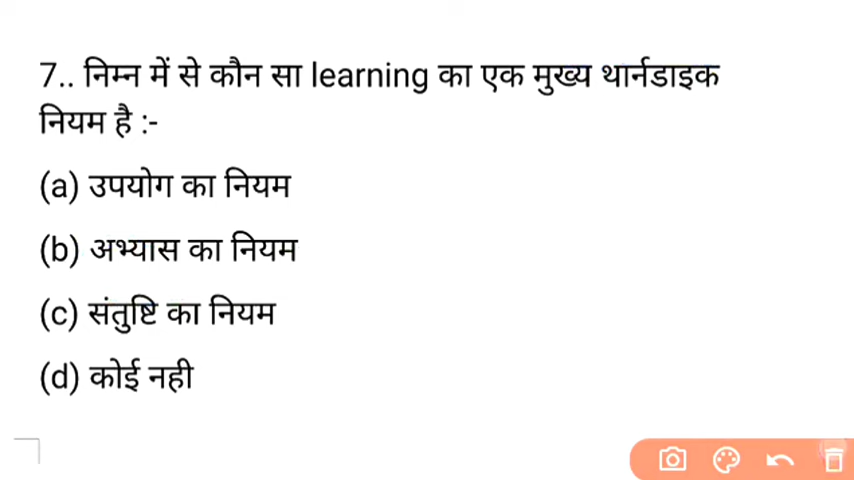 7.. निम्न में से कौन सा learning का एक मुख्य थार्नडाइक
नियम है :-
(a) उपयोग का नियम
(b) अभ्यास का नियम
(c) संतुष्टि का नियम
(d) कोई नही